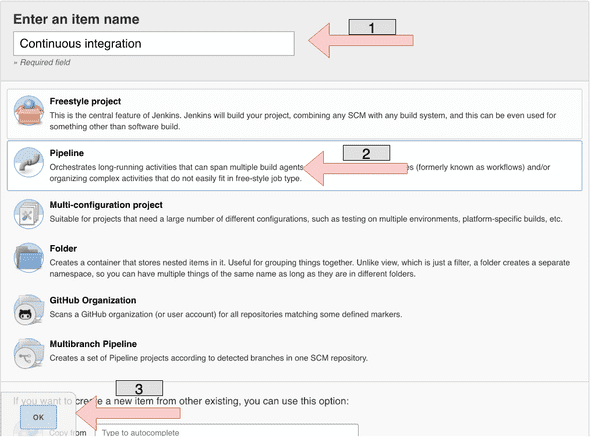 Enter an item name
1
Continuous integration
» Required field
Freestyle project
This is the central feature of Jenkins. Jenkins will build your project, combining any SCM with any build system, and this can be even used for
something other than software build.
Pipeline
2
Orchestrates long-running activities that can span multiple build agents (formerly known as workflows) and/or
organizing complex activities that do not easily fit in free-style job type.
Multi-configuration project
Suitable for projects that need a large number of different configurations, such as testing on multiple environments, platform-specific builds, etc.
Folder
Creates a container that stores nested items in it. Useful for grouping things together. Unlike view, which is just a filter, a folder creates a separate
namespace, so you can have multiple things of the same name as long as they are in different folders.
GitHub Organization
Scans a GitHub organization (or user account) for all repositories matching some defined markers.
Multibranch Pipeline
Creates a set of Pipeline projects according to detected branches in one SCM repository.
3
If you want to create a new item from other existing, you can use this option:
OK
Copy from
Type to autocomplete